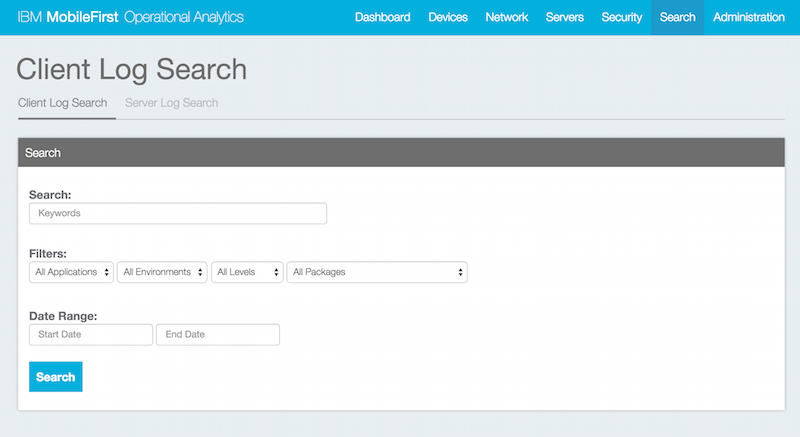 IBM MobileFirst Operational Analytics Dashboard Devices Network Servers Security Search Administration
Client Log Search
Client Log Search Server Log Search
Search
Search:
Keywords
Filters:
All Applications All Environments All Levels All Packages
Date Range:
Start Date End Date
Search